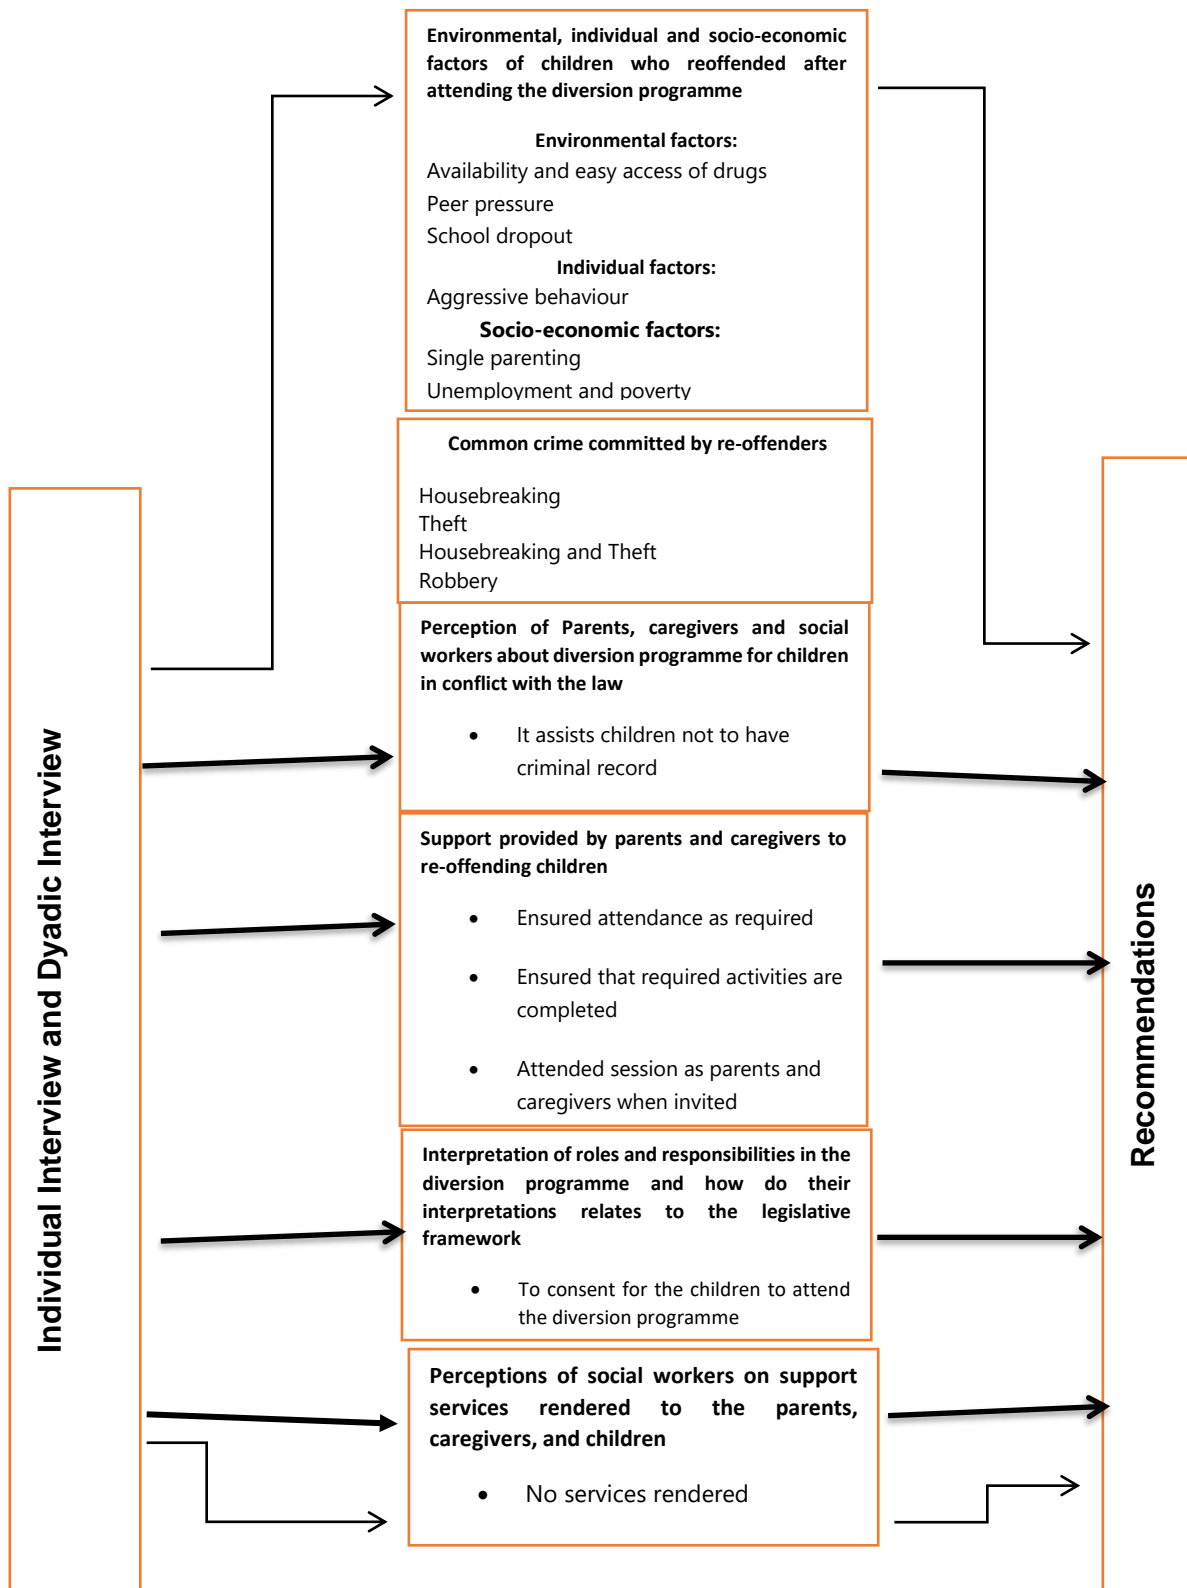 Environmental, individual and socio-economic
factors of children who reoffended after
attending the diversion programme
Environmental factors:
Availability and easy access of drugs
Peer pressure
School dropout
Individual factors:
Aggressive behaviour
Socio-economic factors:
Single parenting
Unemployment and poverty
Common crime committed by re-offenders
Housebreaking
Theft
Housebreaking and Theft
Robbery
Perception of Parents, caregivers and social
workers about diversion programme for children
in conflict with the law
• It assists children not to have
criminal record
Support provided by parents and caregivers to
re-offending children
• Ensured attendance as required
• Ensured that required activities are
completed
• Attended session as parents and
caregivers when invited
Interpretation of roles and responsibilities in the
diversion programme and how do their
interpretations relates to the legislative
framework
• To consent for the children to attend
the diversion programme
Perceptions of social workers on support
services rendered to the parents,
caregivers, and children
• No services rendered
Individual Interview and Dyadic Interview
Recommendations